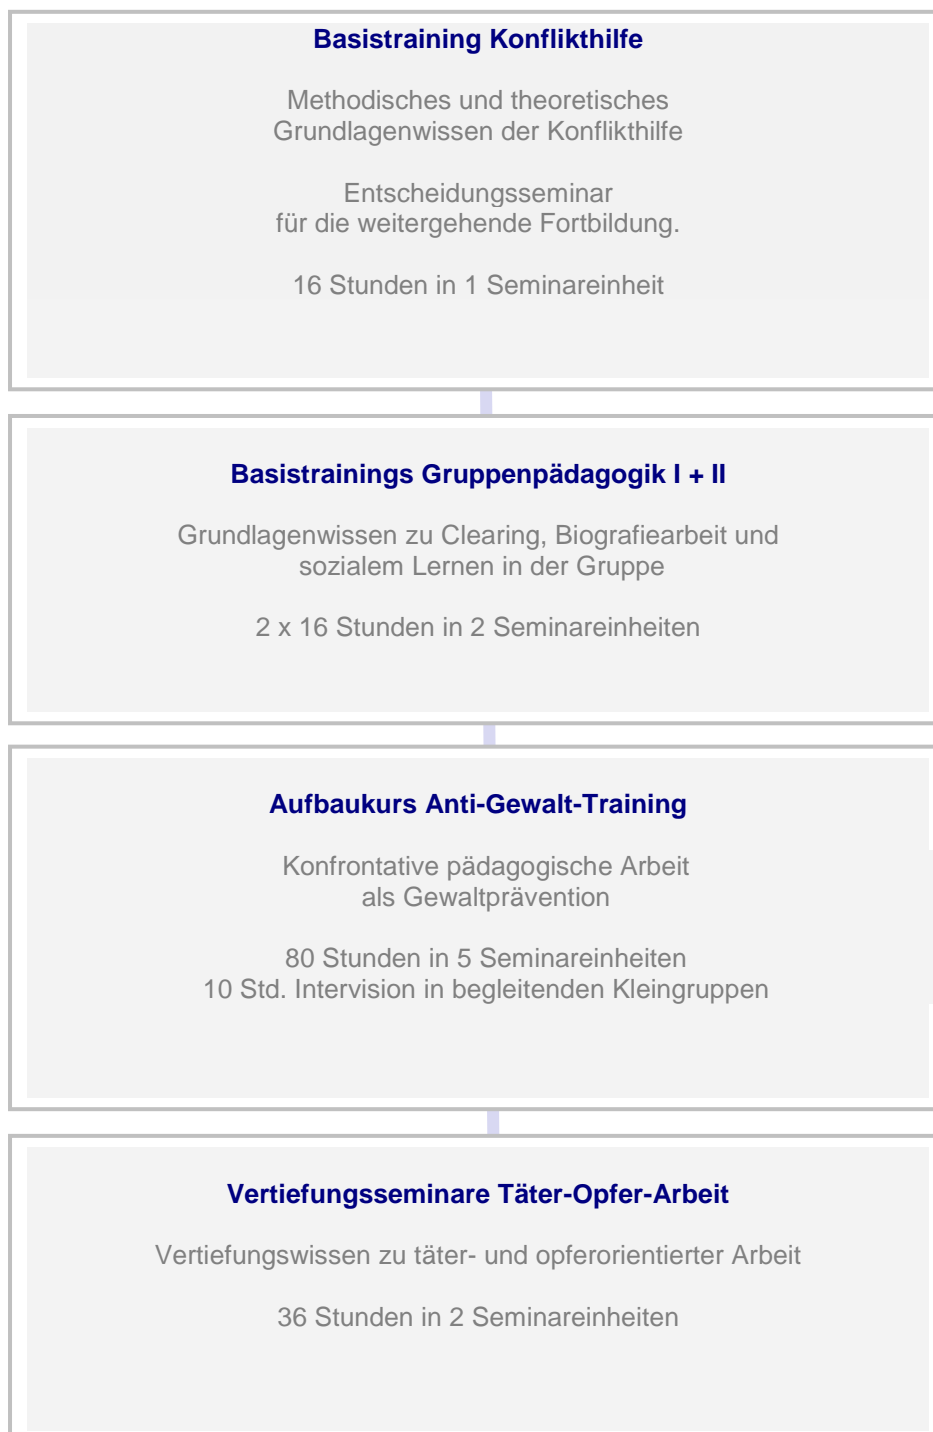 Basistraining Konflikthilfe
Methodisches und theoretisches
Grundlagenwissen der Konflikthilfe
Entscheidungsseminar
für die weitergehende Fortbildung.
16 Stunden in 1 Seminareinheit
Basistrainings Gruppenpädagogik I + II
Grundlagenwissen zu Clearing, Biografiearbeit und
sozialem Lernen in der Gruppe
2 x 16 Stunden in 2 Seminareinheiten
Aufbaukurs Anti-Gewalt-Training
Konfrontative pädagogische Arbeit
als Gewaltprävention
80 Stunden in 5 Seminareinheiten
10 Std. Intervision in begleitenden Kleingruppen
Vertiefungsseminare Täter-Opfer-Arbeit
Vertiefungswissen zu täter- und opferorientierter Arbeit
36 Stunden in 2 Seminareinheiten